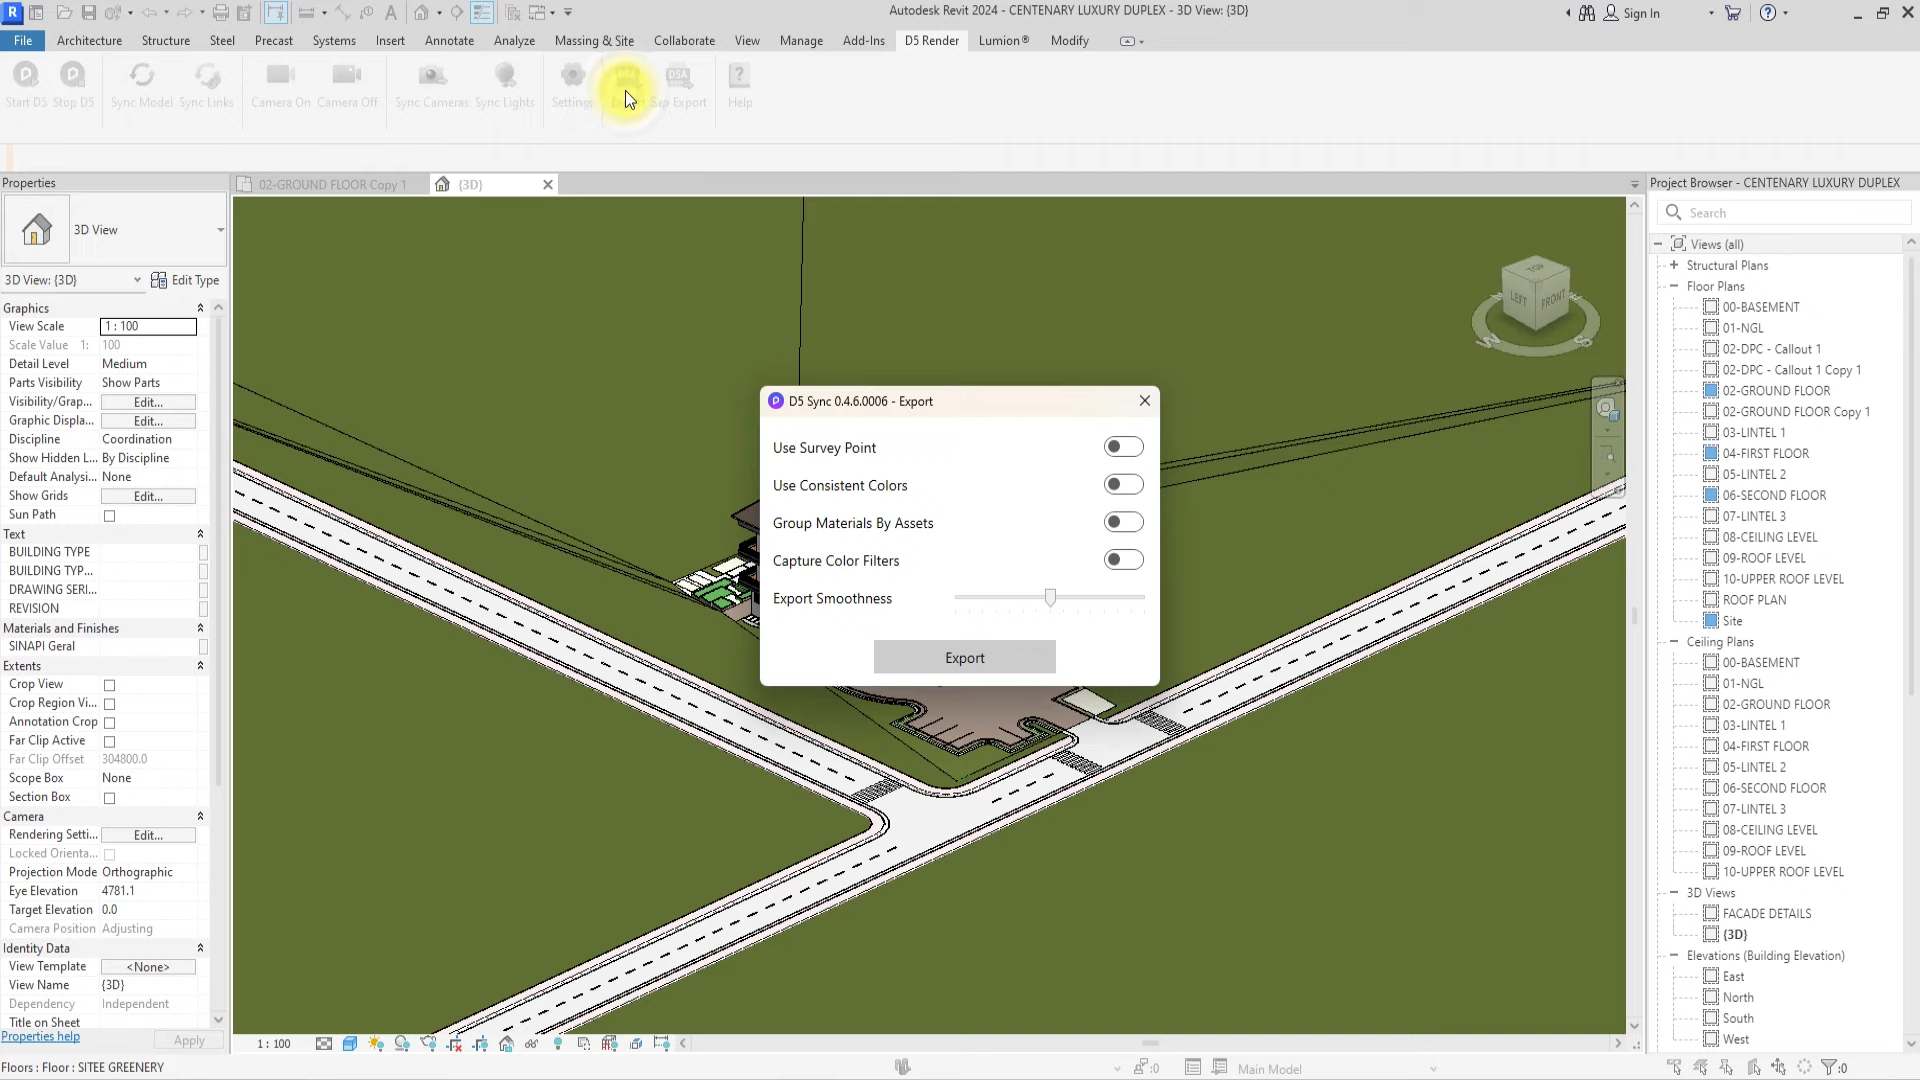 Autodesk Revit 2024 - CENTENARY LUXURY DUPLEX - 3D View: {3D}
Sign In
File
Architecture
Structure
Steel
Precast
Systems
Insert
Annotate
Analyze
Massing & Site
Collaborate
View
Manage
Add-Ins
D5 Render
Lumion®
Modify
Start D5
Stop D5
Sync Model
Sync Links
Camera On
Camera Off
Sync Cameras
Sync Lights
Export
Help
Properties
02-GROUND FLOOR Copy 1
{3D}
Project Browser - CENTENARY LUXURY DUPLEX
3D View
Search
3D View: {3D}
Edit Type
Graphics
View Scale 1 : 100
Scale Value 1: 100
Detail Level Medium
Parts Visibility Show Parts
Visibility/Grap... Edit...
Graphic Displa... Edit...
Discipline Coordination
Show Hidden L... By Discipline
Default Analysi... None
Show Grids Edit...
Sun Path
Text
BUILDING TYPE
BUILDING TYP...
DRAWING SERI...
REVISION
Materials and Finishes
SINAPI Geral
Extents
Crop View
Crop Region Vi...
Annotation Crop
Far Clip Active
Far Clip Offset 304800.0
Scope Box None
Section Box
Camera
Rendering Setti... Edit...
Locked Orienta...
Projection Mode Orthographic
Eye Elevation 4781.1
Target Elevation 0.0
Camera Position Adjusting
Identity Data
View Template <None>
View Name {3D}
Dependency Independent
Title on Sheet
Properties help
Apply
TOP
LEFT
FRONT
D5 Sync 0.4.6.0006 - Export
Use Survey Point
Use Consistent Colors
Group Materials By Assets
Capture Color Filters
Export Smoothness
Export
Views (all)
Structural Plans
Floor Plans
00-BASEMENT
01-NGL
02-DPC - Callout 1
02-DPC - Callout 1 Copy 1
02-GROUND FLOOR
02-GROUND FLOOR Copy 1
03-LINTEL 1
04-FIRST FLOOR
05-LINTEL 2
06-SECOND FLOOR
07-LINTEL 3
08-CEILING LEVEL
09-ROOF LEVEL
10-UPPER ROOF LEVEL
ROOF PLAN
Site
Ceiling Plans
00-BASEMENT
01-NGL
02-GROUND FLOOR
03-LINTEL 1
04-FIRST FLOOR
05-LINTEL 2
06-SECOND FLOOR
07-LINTEL 3
08-CEILING LEVEL
09-ROOF LEVEL
10-UPPER ROOF LEVEL
3D Views
FACADE DETAILS
{3D}
Elevations (Building Elevation)
East
North
South
West
1 : 100
Floors : Floor : SITEE GREENERY
:0
Main Model
:0